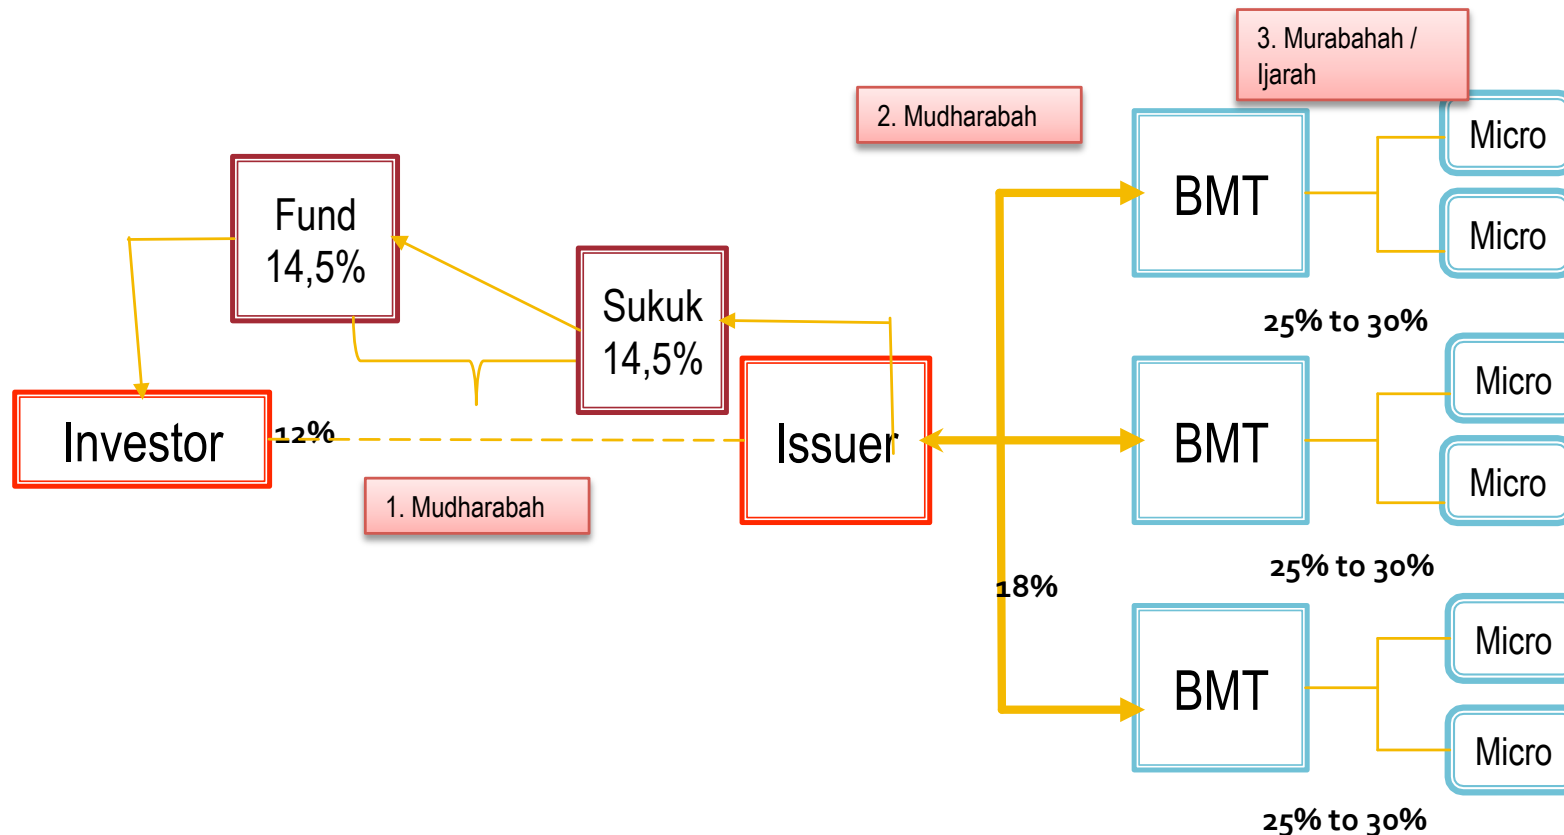 3. Murabahah /
Ijarah
2. Mudharabah
BMT
Micro
Micro
25% to 30%
Fund
14,5%
Sukuk
14,5%
Investor
12%
Issuer
1. Mudharabah
BMT
Micro
Micro
25% to 30%
18%
BMT
Micro
Micro
25% to 30%